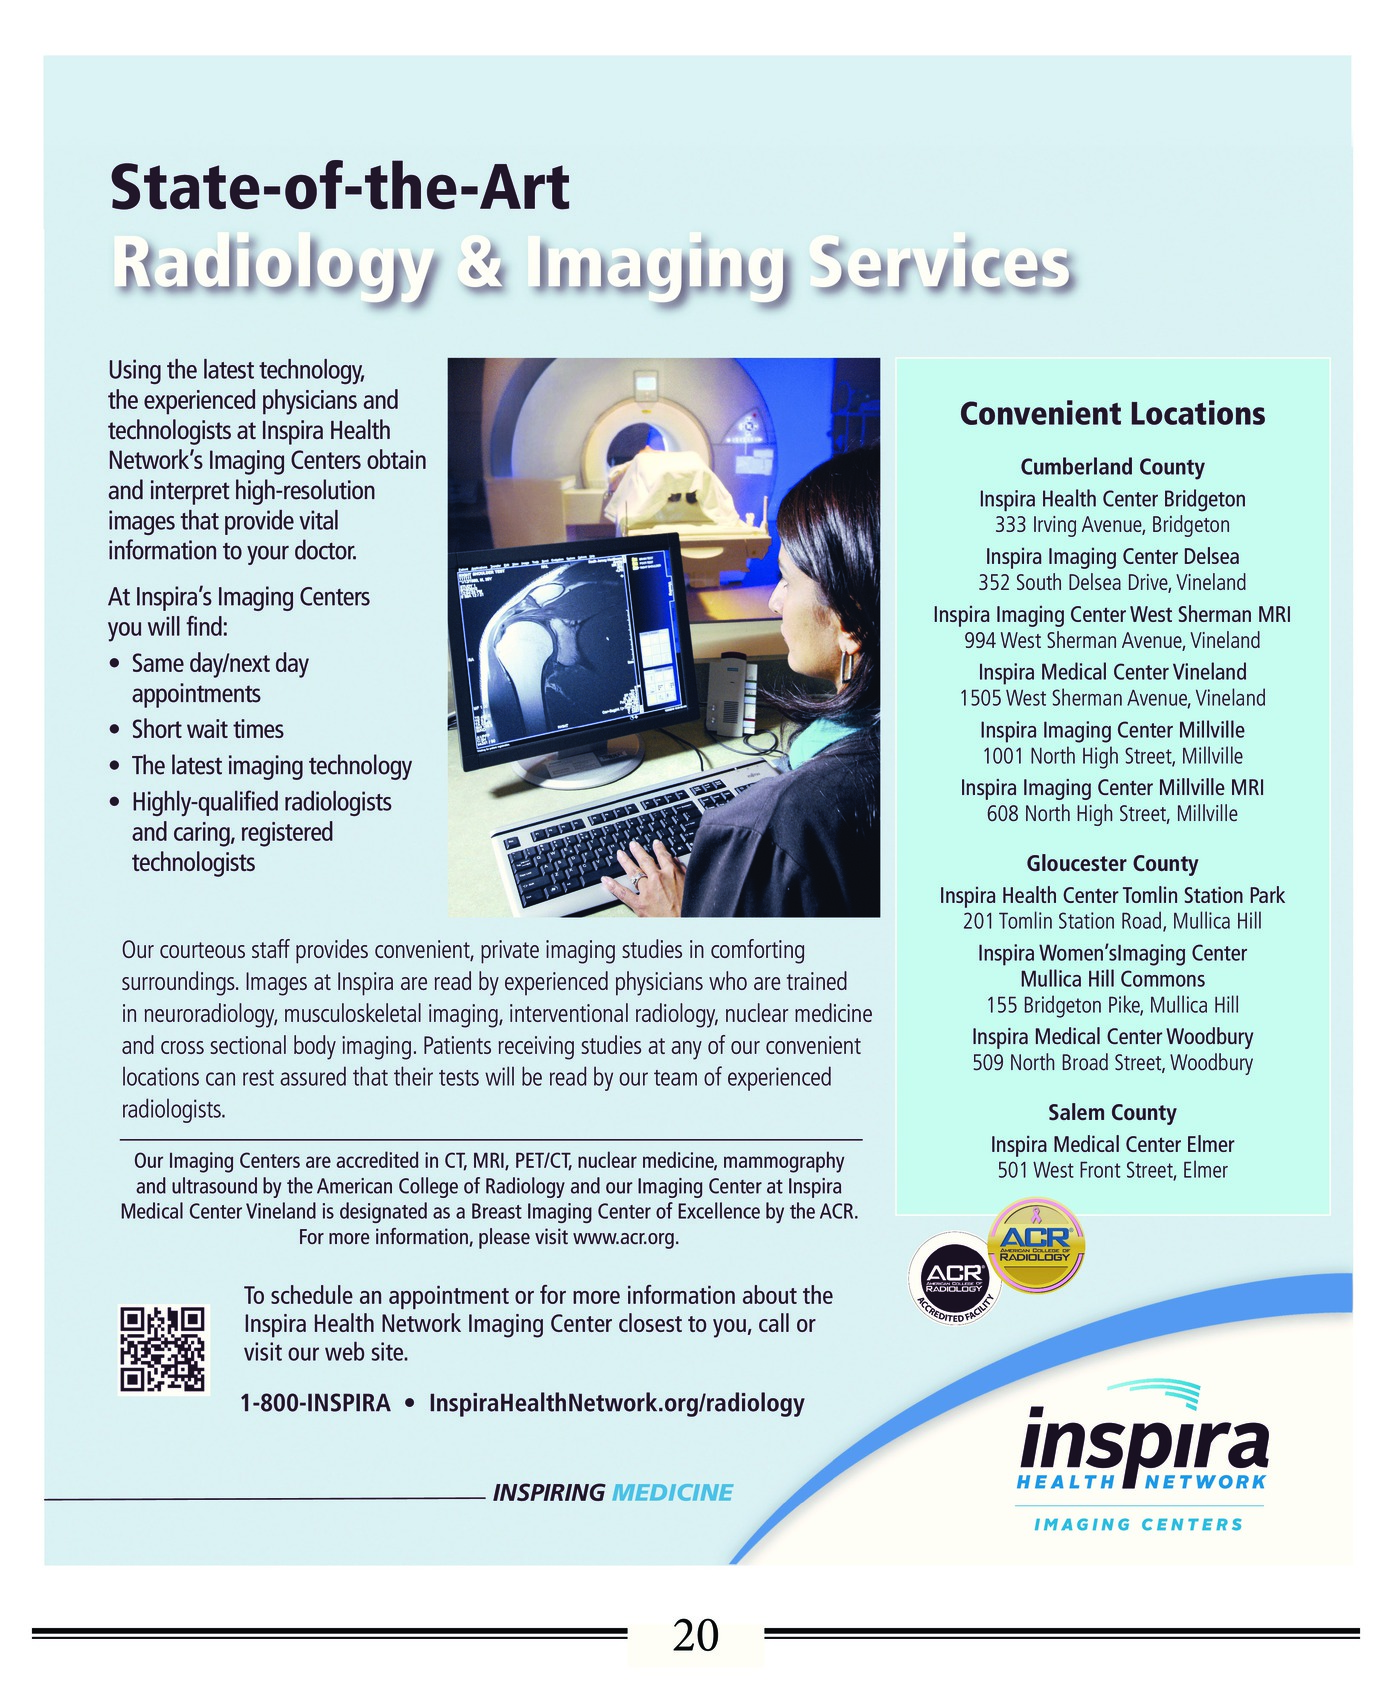 State-of-the-Art
Radiology & Imaging Services
Using the latest technology,
the experienced physicians and
technologists at Inspira Health
Network's Imaging Centers obtain
and interpret high-resolution
images that provide vital
information to your doctor.
At Inspira's Imaging Centers
you will find:
• Same day/next day
appointments
• Short wait times
• The latest imaging technology
• Highly-qualified radiologists
and caring, registered
technologists
Our courteous staff provides convenient, private imaging studies in comforting
surroundings. Images at Inspira are read by experienced physicians who are trained
in neuroradiology, musculoskeletal imaging, interventional radiology, nuclear medicine
and cross sectional body imaging. Patients receiving studies at any of our convenient
locations can rest assured that their tests will be read by our team of experienced
radiologists.
Our Imaging Centers are accredited in CT, MRI, PET/CT, nuclear medicine, mammography
and ultrasound by the American College of Radiology and our Imaging Center at Inspira
Medical Center Vineland is designated as a Breast Imaging Center of Excellence by the ACR.
For more information, please visit www.acr.org.
To schedule an appointment or for more information about the
Inspira Health Network Imaging Center closest to you, call or
visit our web site.
1-800-INSPIRA • InspiraHealthNetwork.org/radiology
INSPIRING MEDICINE
Convenient Locations
Cumberland County
Inspira Health Center Bridgeton
333 Irving Avenue, Bridgeton
Inspira Imaging Center Delsea
352 South Delsea Drive, Vineland
Inspira Imaging Center West Sherman MRI
994 West Sherman Avenue, Vineland
Inspira Medical Center Vineland
1505 West Sherman Avenue, Vineland
Inspira Imaging Center Millville
1001 North High Street, Millville
Inspira Imaging Center Millville MRI
608 North High Street, Millville
Gloucester County
Inspira Health Center Tomlin Station Park
201 Tomlin Station Road, Mullica Hill
Inspira Women'sImaging Center
Mullica Hill Commons
155 Bridgeton Pike, Mullica Hill
Inspira Medical Center Woodbury
509 North Broad Street, Woodbury
Salem County
Inspira Medical Center Elmer
501 West Front Street, Elmer
ACR®
AMERICAN COLLEGE OF
RADIOLOGY
ACCREDITED FACILITY
ACR®
AMERICAN COLLEGE OF
RADIOLOGY
inspira
HEALTH NETWORK
IMAGING CENTERS
20